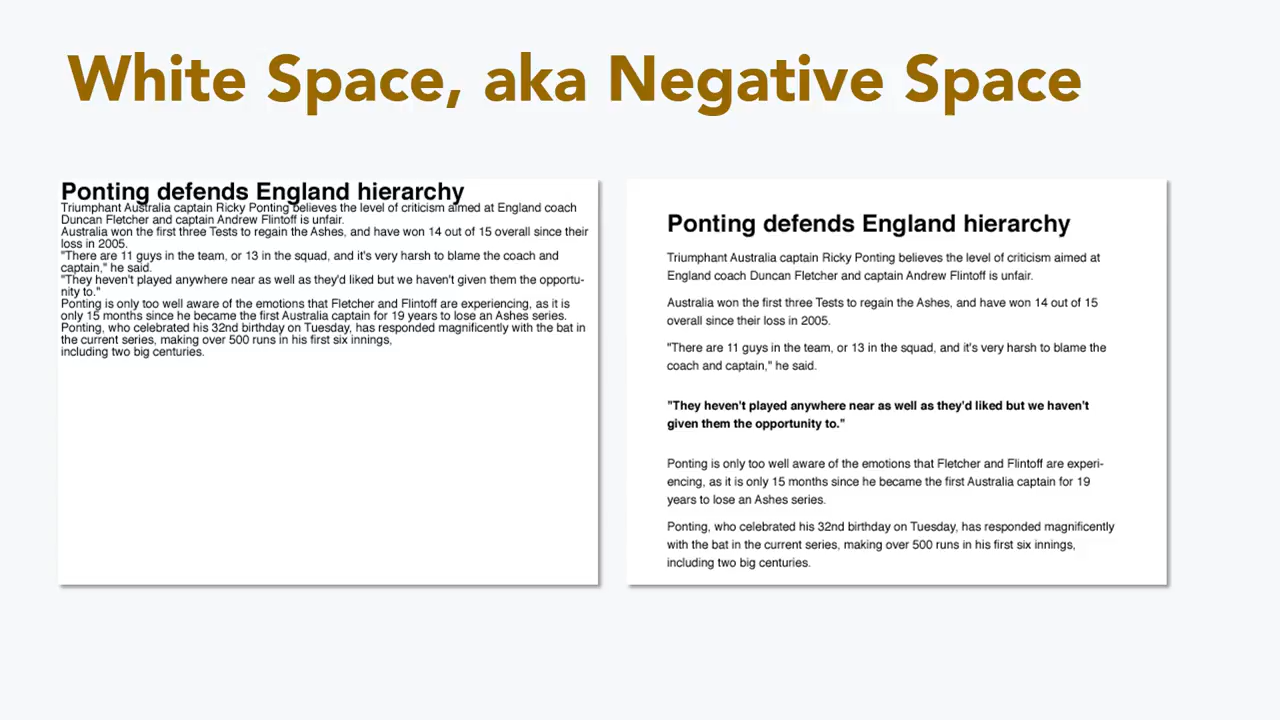 White Space, aka Negative Space
Ponting defends England hierarchy
Triumphant Australia captain Ricky Ponting believes the level of criticism aimed at England coach
Duncan Fletcher and captain Andrew Flintoff is unfair.
Australia won the first three Tests to regain the Ashes, and have won 14 out of 15 overall since their
loss in 2005.
"There are 11 guys in the team, or 13 in the squad, and it's very harsh to blame the coach and
captain," he said.
"They heven't played anywhere near as well as they'd liked but we haven't given them the opportu-
nity to."
Ponting is only too well aware of the emotions that Fletcher and Flintoff are experiencing, as it is
only 15 months since he became the first Australia captain for 19 years to lose an Ashes series.
Ponting, who celebrated his 32nd birthday on Tuesday, has responded magnificently with the bat in
the current series, making over 500 runs in his first six innings,
including two big centuries.
Ponting defends England hierarchy
Triumphant Australia captain Ricky Ponting believes the level of criticism aimed at
England coach Duncan Fletcher and captain Andrew Flintoff is unfair.
Australia won the first three Tests to regain the Ashes, and have won 14 out of 15
overall since their loss in 2005.
"There are 11 guys in the team, or 13 in the squad, and it's very harsh to blame the
coach and captain," he said.
"They heven't played anywhere near as well as they'd liked but we haven't
given them the opportunity to."
Ponting is only too well aware of the emotions that Fletcher and Flintoff are experi-
encing, as it is only 15 months since he became the first Australia captain for 19
years to lose an Ashes series.
Ponting, who celebrated his 32nd birthday on Tuesday, has responded magnificently
with the bat in the current series, making over 500 runs in his first six innings,
including two big centuries.